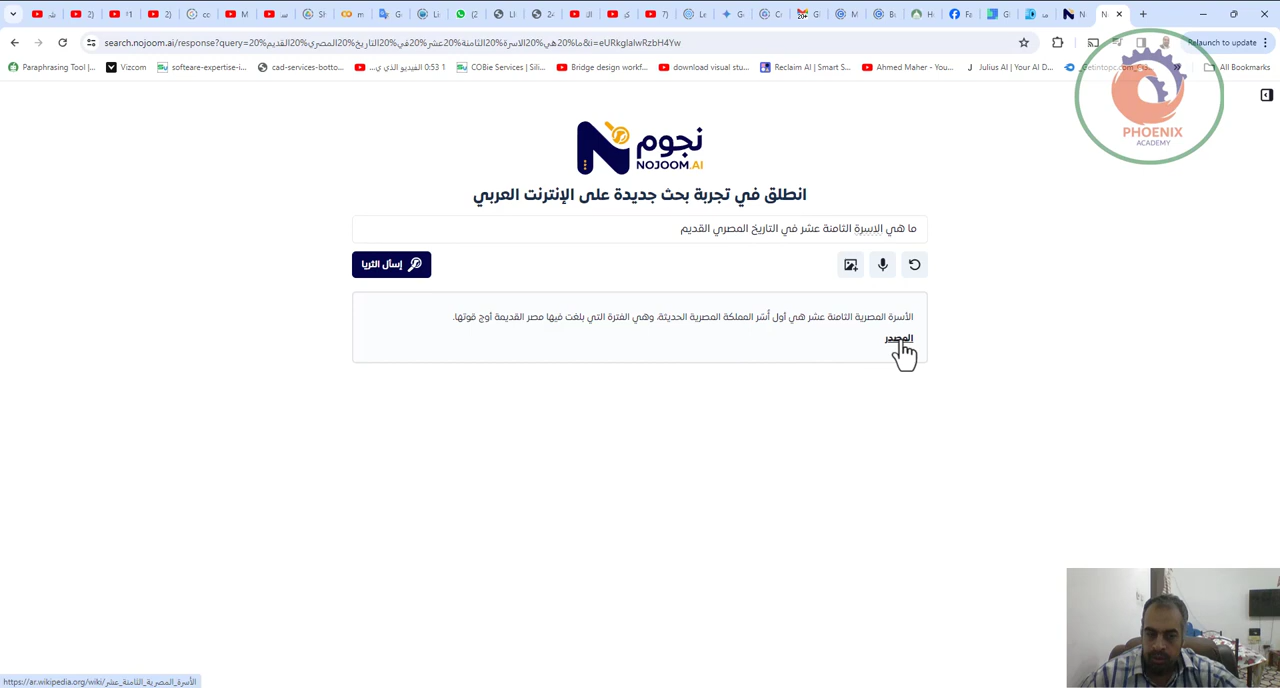 search.nojoom.ai/response?query=ما%20هي%20الاسرة%20الثامنة%20عشر%20في%20التاريخ%20المصري%20القديم&i=eURkglaIwRzbH4Yw
Relaunch to update
Paraphrasing Tool |...
Vizcom
softeare-expertise-i...
cad-services-botto...
الفيديو الذي ي...
COBie Services | Sili...
Bridge design workf...
download visual stu...
Reclaim AI | Smart S...
Ahmed Maher - You...
Julius AI | Your AI D...
All Bookmarks
PHOENIX
ACADEMY
نجوم
NOJOOM.AI
انطلق في تجربة بحث جديدة على الإنترنت العربي
ما هي الاسرة الثامنة عشر في التاريخ المصري القديم
إسأل الثريا
الأسرة المصرية الثامنة عشر هي أول أُسَر المملكة المصرية الحديثة، وهي الفترة التي بلغت فيها مصر القديمة أوج قوتها.
المصدر
https://ar.wikipedia.org/wiki/الأسرة_المصرية_الثامنة_عشر